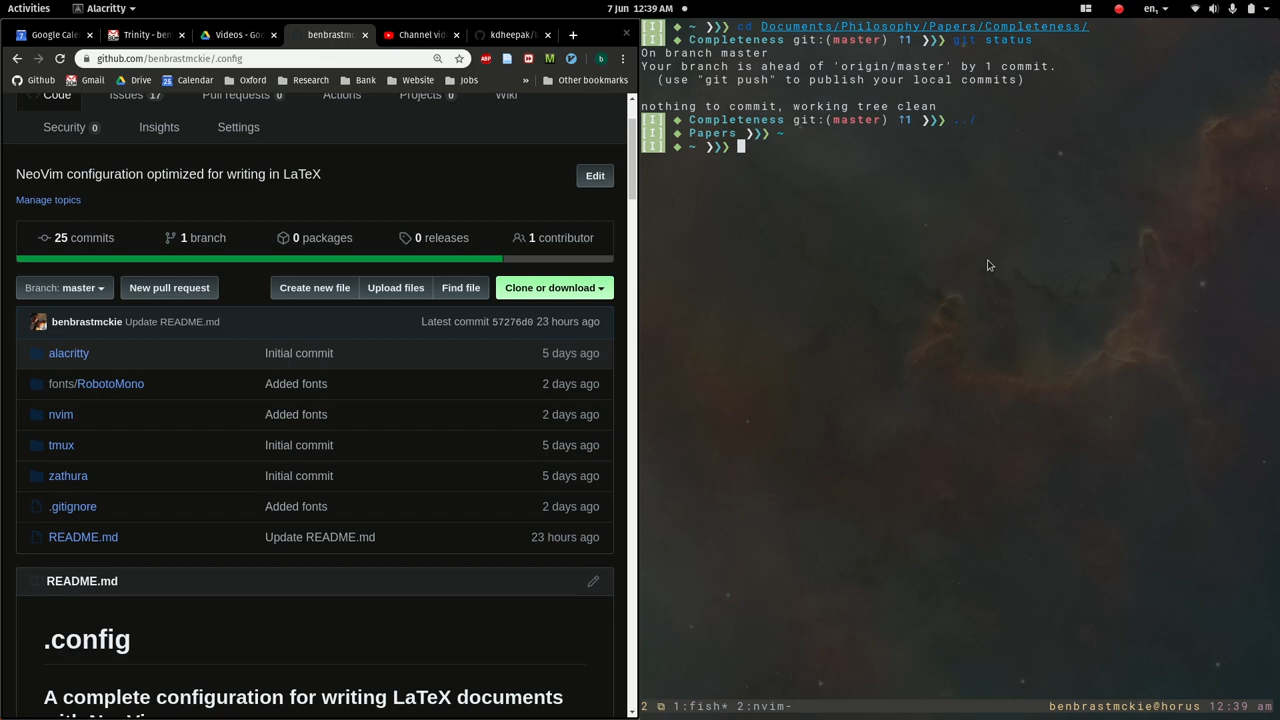 Activities
Alacritty
7 Jun 12:39 AM
en₁
Google Cale
Trinity - be
Videos - Goo
benbrastmc
Channel vid
kdheepak/l
github.com/benbrastmckie/.config
Github
Gmail
Drive
Calendar
Oxford
Research
Bank
Website
Jobs
Other bookmarks
Code
Issues 17
Pull requests 0
Actions
Projects 0
Wiki
Security 0
Insights
Settings
NeoVim configuration optimized for writing in LaTeX
Edit
Manage topics
25 commits
1 branch
0 packages
0 releases
1 contributor
Branch: master
New pull request
Create new file
Upload files
Find file
Clone or download
benbrastmckie Update README.md
Latest commit 57276d0 23 hours ago
alacritty Initial commit 5 days ago
fonts/RobotoMono Added fonts 2 days ago
nvim Added fonts 2 days ago
tmux Initial commit 5 days ago
zathura Initial commit 5 days ago
.gitignore Added fonts 2 days ago
README.md Update README.md 23 hours ago
README.md
.config
A complete configuration for writing LaTeX documents
with NeoVim
[I] ◆ ~ ❯❯❯ cd Documents/Philosophy/Papers/Completeness/
[I] ◆ Completeness git:(master) ↑1 ❯❯❯ git status
On branch master
Your branch is ahead of 'origin/master' by 1 commit.
(use "git push" to publish your local commits)
nothing to commit, working tree clean
[I] ◆ Completeness git:(master) ↑1 ❯❯❯ ../
[I] ◆ Papers ❯❯❯ ~
[I] ◆ ~ ❯❯❯
2 1:fish* 2:nvim-
benbrastmckie@horus 12:39 am